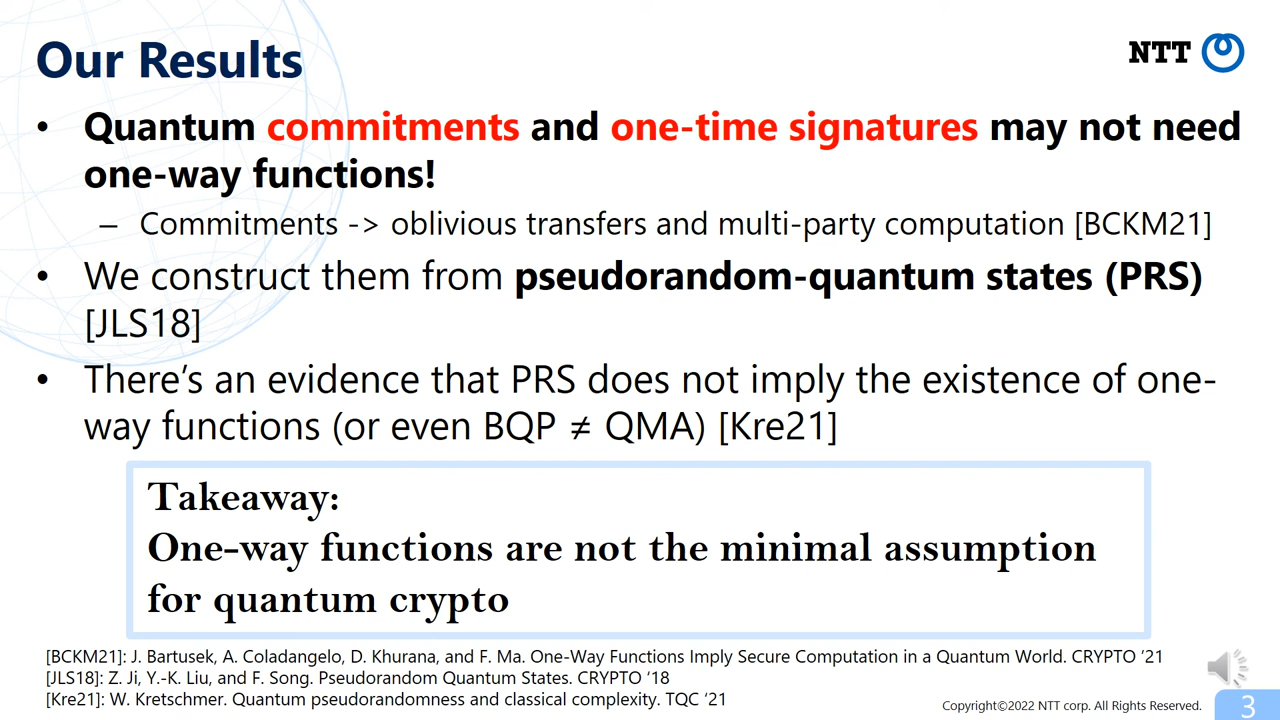 Our Results
NTT
• Quantum commitments and one-time signatures may not need
one-way functions!
– Commitments -> oblivious transfers and multi-party computation [BCKM21]
• We construct them from pseudorandom-quantum states (PRS)
[JLS18]
• There's an evidence that PRS does not imply the existence of one-
way functions (or even BQP ≠ QMA) [Kre21]
Takeaway:
One-way functions are not the minimal assumption
for quantum crypto
[BCKM21]: J. Bartusek, A. Coladangelo, D. Khurana, and F. Ma. One-Way Functions Imply Secure Computation in a Quantum World. CRYPTO '21
[JLS18]: Z. Ji, Y.-K. Liu, and F. Song. Pseudorandom Quantum States. CRYPTO '18
[Kre21]: W. Kretschmer. Quantum pseudorandomness and classical complexity. TQC '21
Copyright©2022 NTT corp. All Rights Reserved.
3